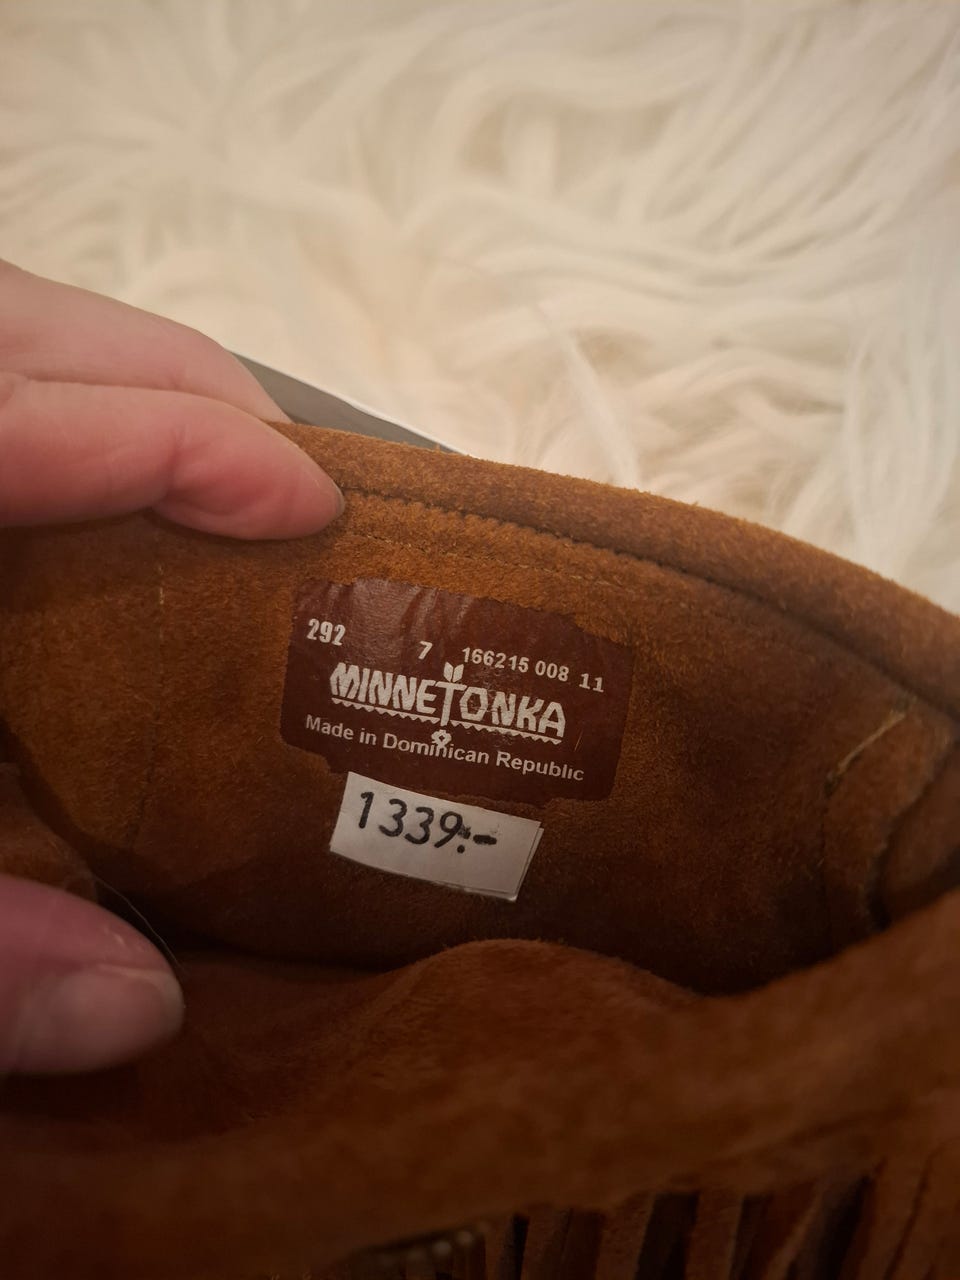 292 7 166215 008 11
MINNETONKA
Made in Dominican Republic
1339:-